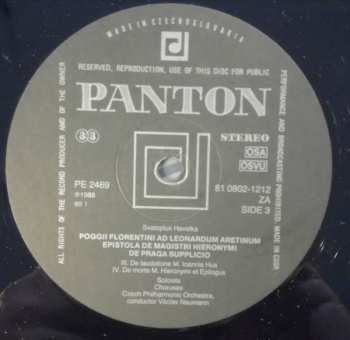 MADE IN CZECHOSLOVAKIA
RESERVED, REPRODUCTION, USE OF THIS DISC FOR PUBLIC
PERFORMANCE AND BROADCASTING PROHIBITED MADE IN CSSR
ALL RIGHTS OF THE RECORD PRODUCER AND OF THE OWNER
PANTON
33
STEREO
OSA
OSVU
PE 2469
℗1988
81 0802-1212
ZA
SIDE 3
Svatopluk Havelka
POGGII FLORENTINI AD LEONARDUM ARETINUM
EPISTOLA DE MAGISTRI HIERONYMI
DE PRAGA SUPPLICIO
III. De laudatione M. Ioannis Hus
IV. De morte M. Hieronymi et Epilogus
Soloists
Choruses
Czech Philharmonic Orchestra,
conductor Václav Neumann